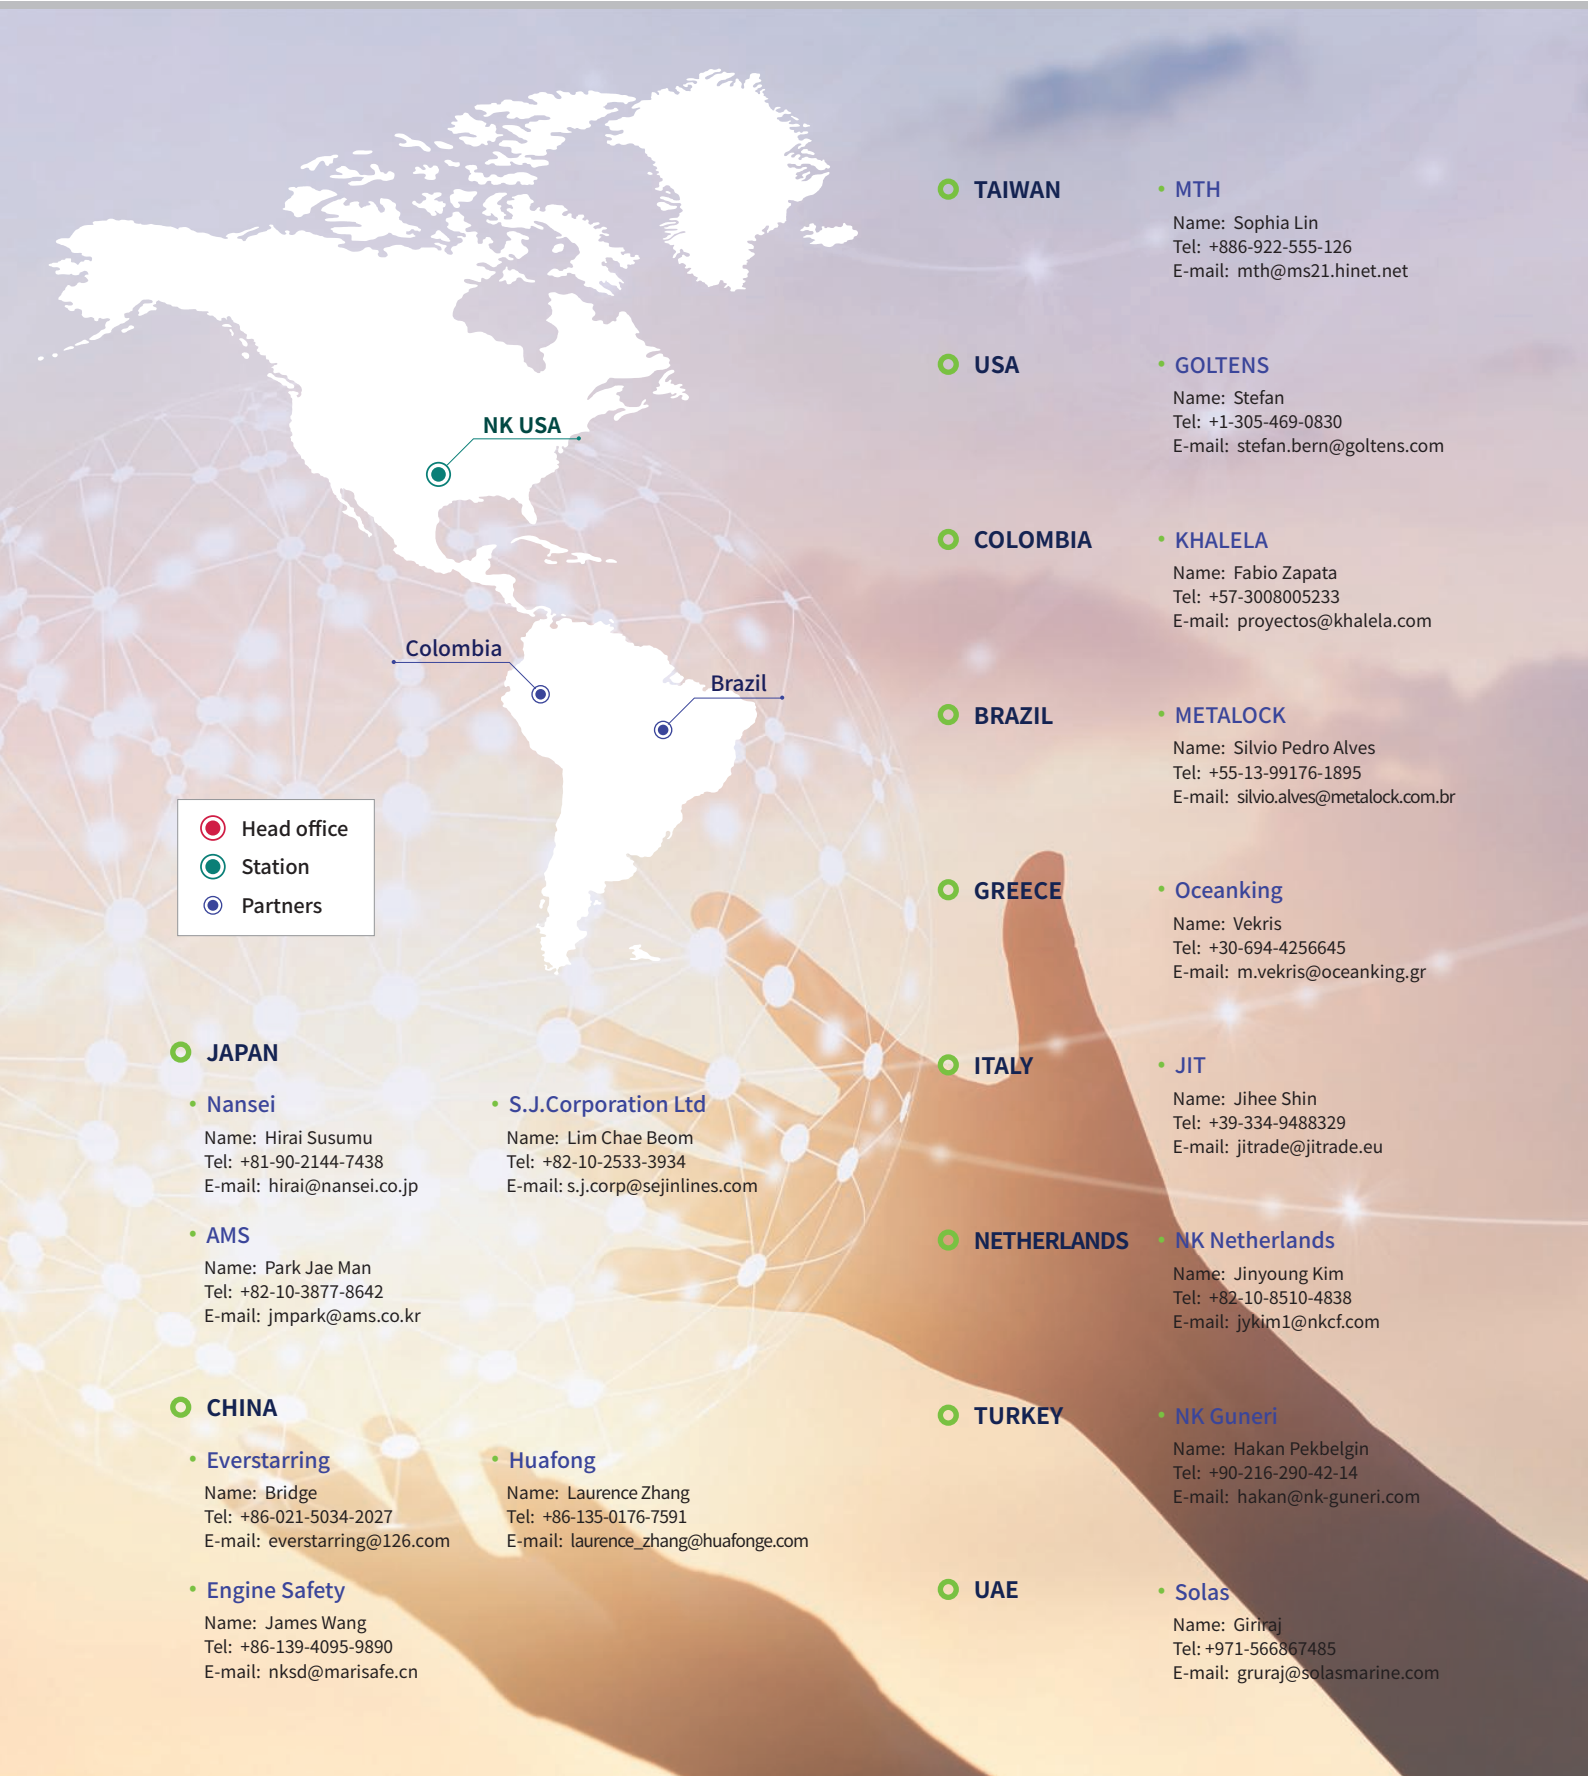 NK USA
Colombia
Brazil
Head office
Station
Partners
JAPAN
• Nansei
Name: Hirai Susumu
Tel: +81-90-2144-7438
E-mail: hirai@nansei.co.jp
• S.J.Corporation Ltd
Name: Lim Chae Beom
Tel: +82-10-2533-3934
E-mail: s.j.corp@sejinlines.com
• AMS
Name: Park Jae Man
Tel: +82-10-3877-8642
E-mail: jmpark@ams.co.kr
CHINA
• Everstarring
Name: Bridge
Tel: +86-021-5034-2027
E-mail: everstarring@126.com
• Huafong
Name: Laurence Zhang
Tel: +86-135-0176-7591
E-mail: laurence_zhang@huafonge.com
• Engine Safety
Name: James Wang
Tel: +86-139-4095-9890
E-mail: nksd@marisafe.cn
TAIWAN
• MTH
Name: Sophia Lin
Tel: +886-922-555-126
E-mail: mth@ms21.hinet.net
USA
• GOLTENS
Name: Stefan
Tel: +1-305-469-0830
E-mail: stefan.bern@goltens.com
COLOMBIA
• KHALELA
Name: Fabio Zapata
Tel: +57-3008005233
E-mail: proyectos@khalela.com
BRAZIL
• METALOCK
Name: Silvio Pedro Alves
Tel: +55-13-99176-1895
E-mail: silvio.alves@metalock.com.br
GREECE
• Oceanking
Name: Vekris
Tel: +30-694-4256645
E-mail: m.vekris@oceanking.gr
ITALY
• JIT
Name: Jihee Shin
Tel: +39-334-9488329
E-mail: jitrade@jitrade.eu
NETHERLANDS
• NK Netherlands
Name: Jinyoung Kim
Tel: +82-10-8510-4838
E-mail: jykim1@nkcf.com
TURKEY
• NK Guneri
Name: Hakan Pekbelgin
Tel: +90-216-290-42-14
E-mail: hakan@nk-guneri.com
UAE
• Solas
Name: Giriraj
Tel: +971-566867485
E-mail: gruraj@solasmarine.com